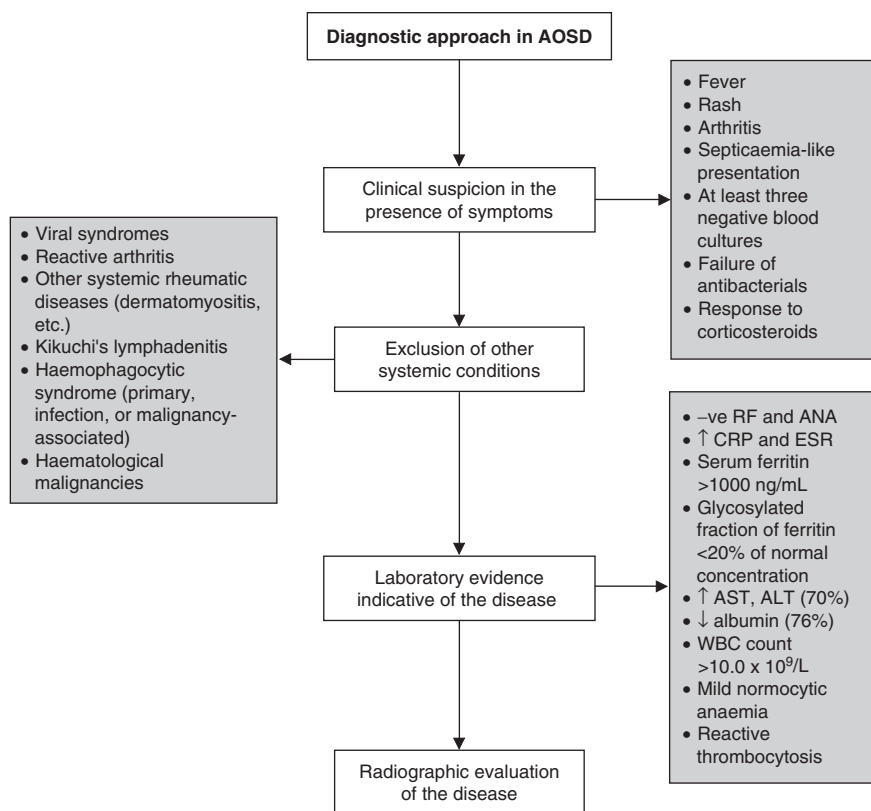 Diagnostic approach in AOSD
Clinical suspicion in the
presence of symptoms
• Fever
• Rash
• Arthritis
• Septicaemia-like
presentation
• At least three
negative blood
cultures
• Failure of
antibacterials
• Response to
corticosteroids
Exclusion of other
systemic conditions
• Viral syndromes
• Reactive arthritis
• Other systemic rheumatic
diseases (dermatomyositis,
etc.)
• Kikuchi's lymphadenitis
• Haemophagocytic
syndrome (primary,
infection, or malignancy-
associated)
• Haematological
malignancies
Laboratory evidence
indicative of the disease
• –ve RF and ANA
• ↑ CRP and ESR
• Serum ferritin
>1000 ng/mL
• Glycosylated
fraction of ferritin
<20% of normal
concentration
• ↑ AST, ALT (70%)
• ↓ albumin (76%)
• WBC count
>10.0 x 10⁹/L
• Mild normocytic
anaemia
• Reactive
thrombocytosis
Radiographic evaluation
of the disease